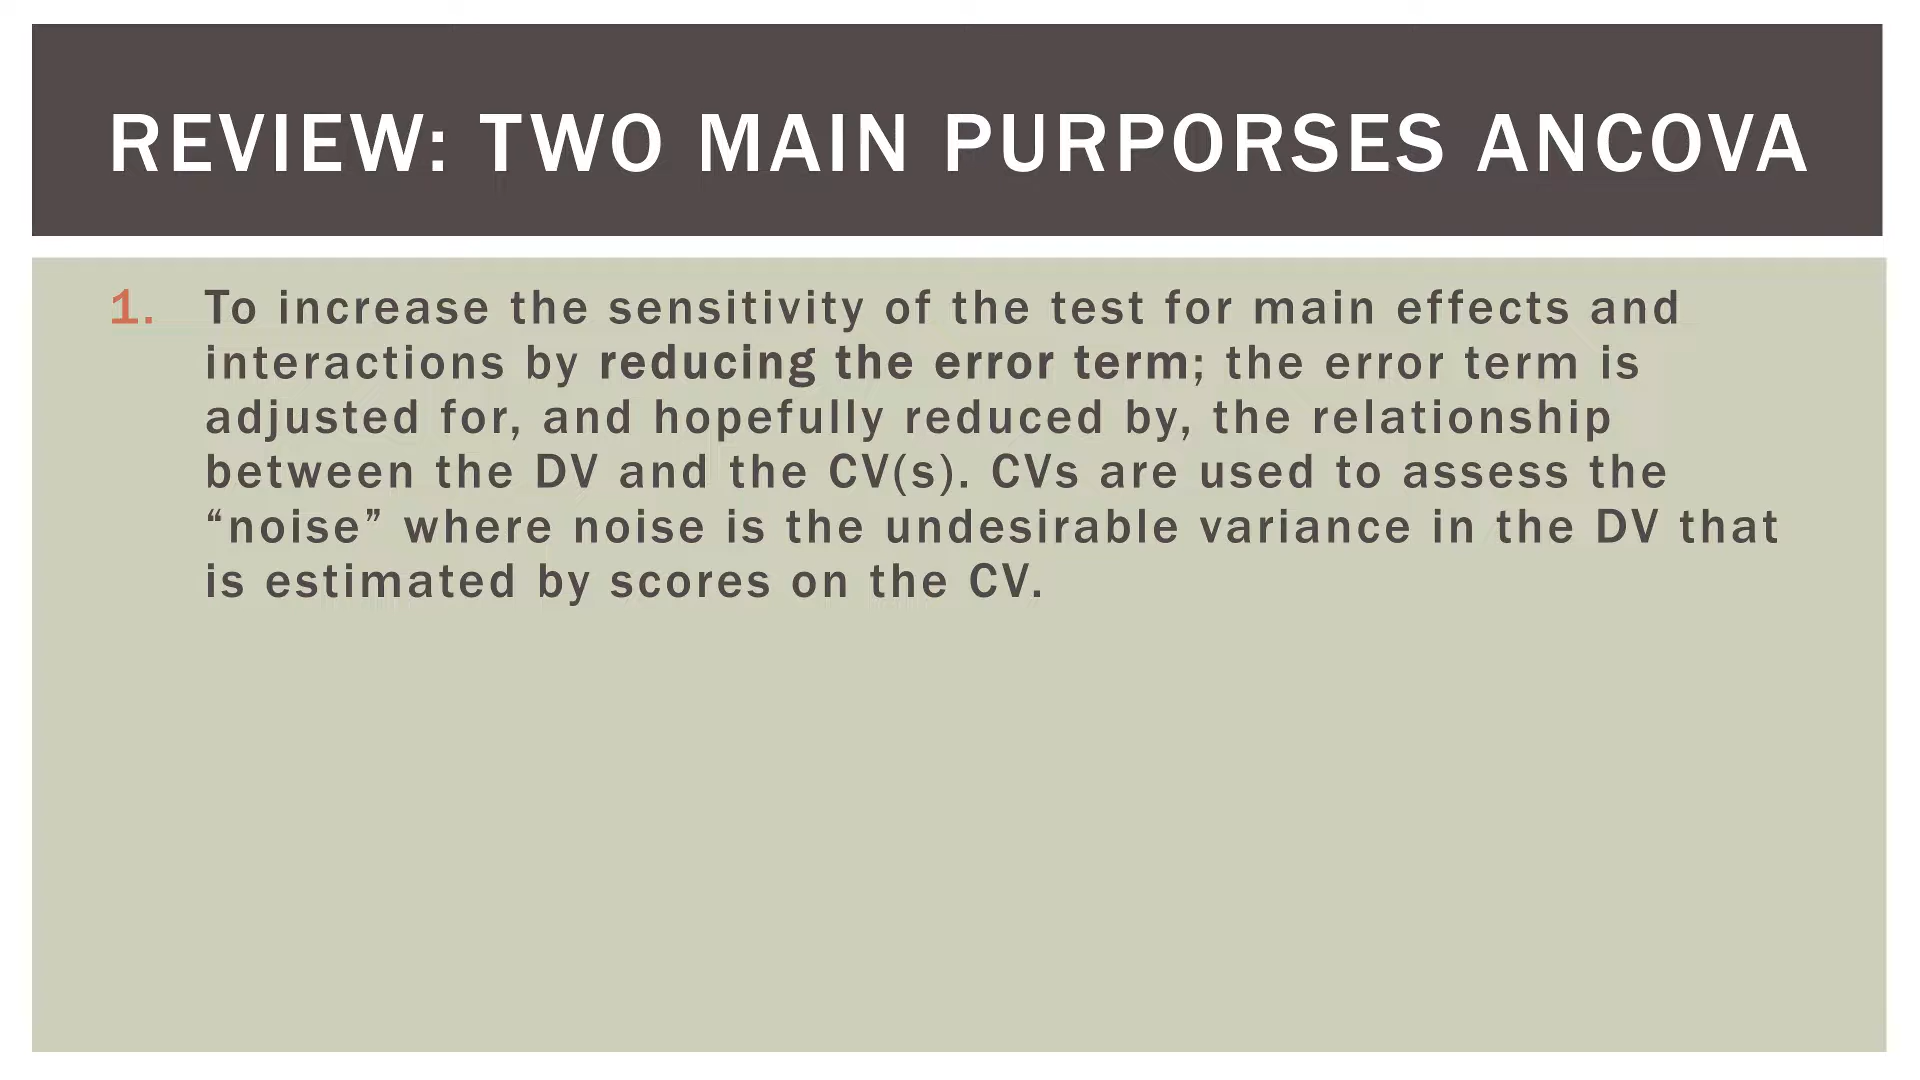 REVIEW: TWO MAIN PURPORSES ANCOVA
1. To increase the sensitivity of the test for main effects and
interactions by reducing the error term; the error term is
adjusted for, and hopefully reduced by, the relationship
between the DV and the CV(s). CVs are used to assess the
“noise” where noise is the undesirable variance in the DV that
is estimated by scores on the CV.